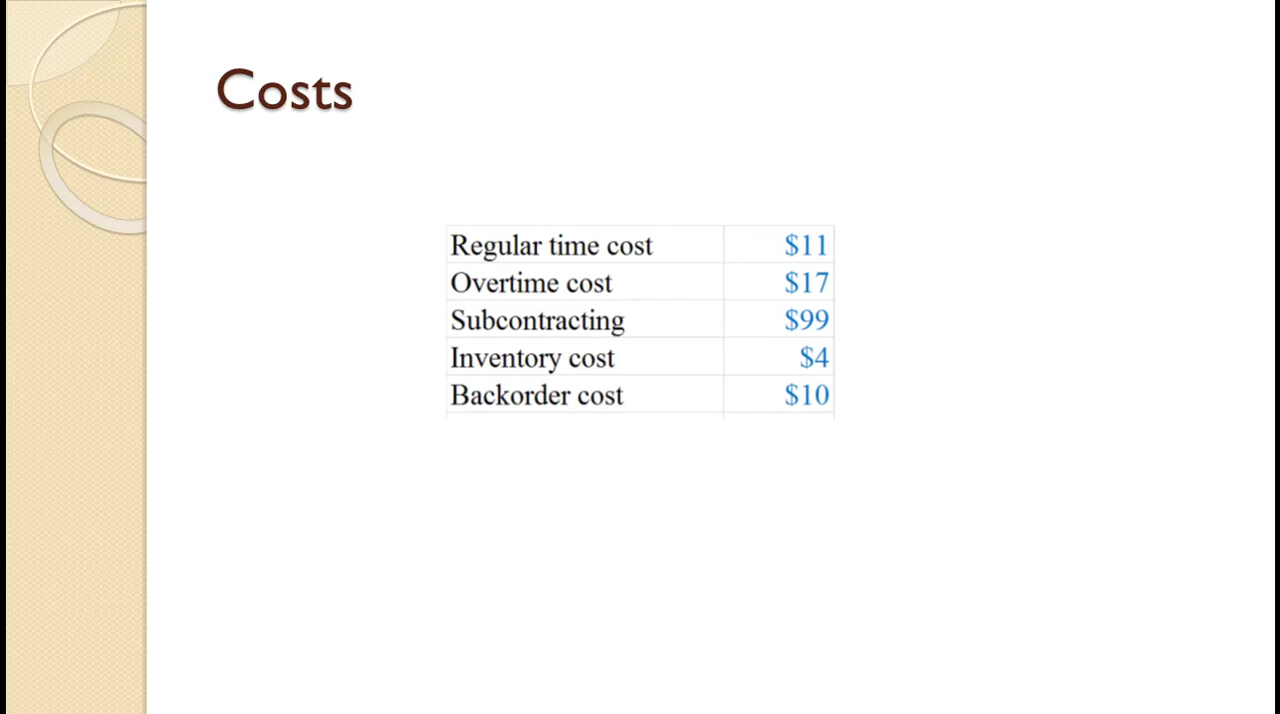 Costs
Regular time cost $11
Overtime cost $17
Subcontracting $99
Inventory cost $4
Backorder cost $10